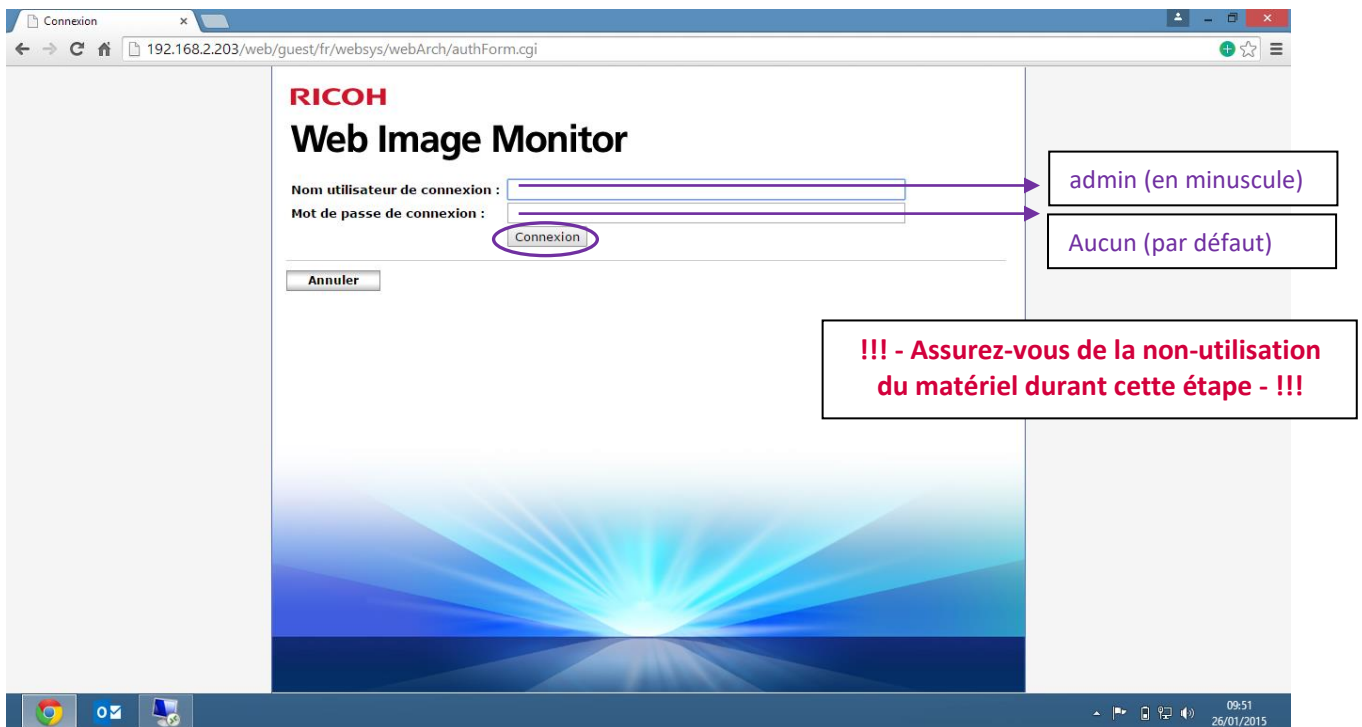 Connexion
192.168.2.203/web/guest/fr/websys/webArch/authForm.cgi
RICOH
Web Image Monitor
Nom utilisateur de connexion :
admin (en minuscule)
Mot de passe de connexion :
Aucun (par défaut)
Connexion
Annuler
!!! - Assurez-vous de la non-utilisation
du matériel durant cette étape - !!!
09:51
26/01/2015